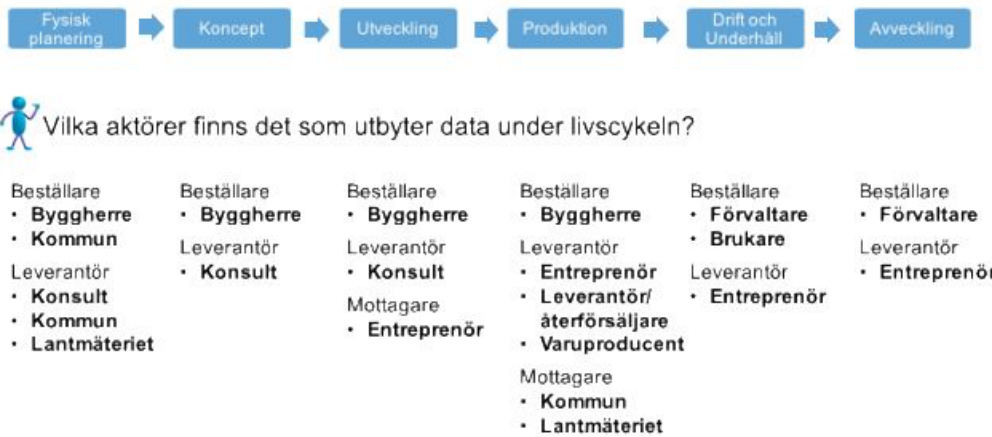 Fysisk
planering
Koncept
Utveckling
Produktion
Drift och
Underhåll
Avveckling
Vilka aktörer finns det som utbyter data under livscykeln?
Beställare
• Byggherre
• Kommun
Leverantör
• Konsult
• Kommun
• Lantmäteriet
Beställare
• Byggherre
Leverantör
• Konsult
Beställare
• Byggherre
Leverantör
• Konsult
Mottagare
• Entreprenör
Beställare
• Byggherre
Leverantör
• Entreprenör
• Leverantör/
återförsäljare
• Varuproducent
Mottagare
• Kommun
• Lantmäteriet
Beställare
• Förvaltare
• Brukare
Leverantör
• Entreprenör
Beställare
• Förvaltare
Leverantör
• Entreprenör